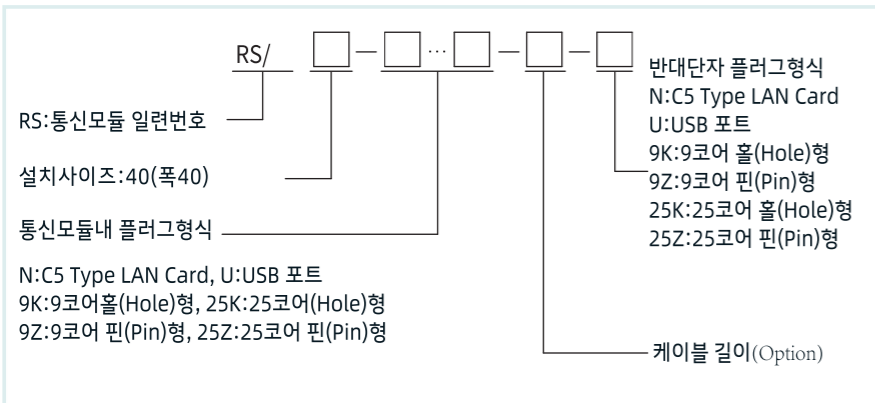 RS/ □ — □ … □ — □ — □
RS:통신모듈 일련번호
설치사이즈:40(폭40)
통신모듈내 플러그형식
N:C5 Type LAN Card, U:USB 포트
9K:9코어홀(Hole)형, 25K:25코어(Hole)형
9Z:9코어 핀(Pin)형, 25Z:25코어 핀(Pin)형
반대단자 플러그형식
N:C5 Type LAN Card
U:USB 포트
9K:9코어 홀(Hole)형
9Z:9코어 핀(Pin)형
25K:25코어 홀(Hole)형
25Z:25코어 핀(Pin)형
케이블 길이(Option)